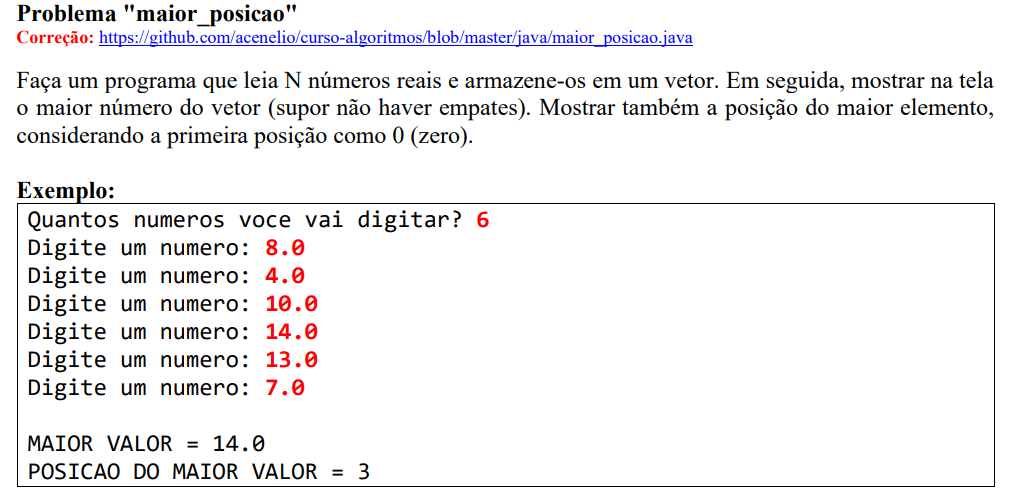 Problema "maior_posicao"
Correção: https://github.com/acenelio/curso-algoritmos/blob/master/java/maior_posicao.java
Faça um programa que leia N números reais e armazene-os em um vetor. Em seguida, mostrar na tela
o maior número do vetor (supor não haver empates). Mostrar também a posição do maior elemento,
considerando a primeira posição como 0 (zero).
Exemplo:
Quantos numeros voce vai digitar? 6
Digite um numero: 8.0
Digite um numero: 4.0
Digite um numero: 10.0
Digite um numero: 14.0
Digite um numero: 13.0
Digite um numero: 7.0
MAIOR VALOR = 14.0
POSICAO DO MAIOR VALOR = 3